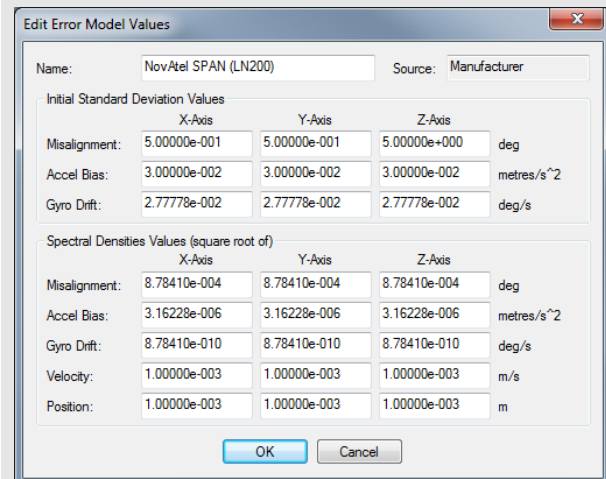 Edit Error Model Values
Name: NovAtel SPAN (LN200) Source: Manufacturer
Initial Standard Deviation Values
X-Axis Y-Axis Z-Axis
Misalignment: 5.00000e-001 5.00000e-001 5.00000e+000 deg
Accel Bias: 3.00000e-002 3.00000e-002 3.00000e-002 metres/s^2
Gyro Drift: 2.77778e-002 2.77778e-002 2.77778e-002 deg/s
Spectral Densities Values (square root of)
X-Axis Y-Axis Z-Axis
Misalignment: 8.78410e-004 8.78410e-004 8.78410e-004 deg
Accel Bias: 3.16228e-006 3.16228e-006 3.16228e-006 metres/s^2
Gyro Drift: 8.78410e-010 8.78410e-010 8.78410e-010 deg/s
Velocity: 1.00000e-003 1.00000e-003 1.00000e-003 m/s
Position: 1.00000e-003 1.00000e-003 1.00000e-003 m
OK Cancel